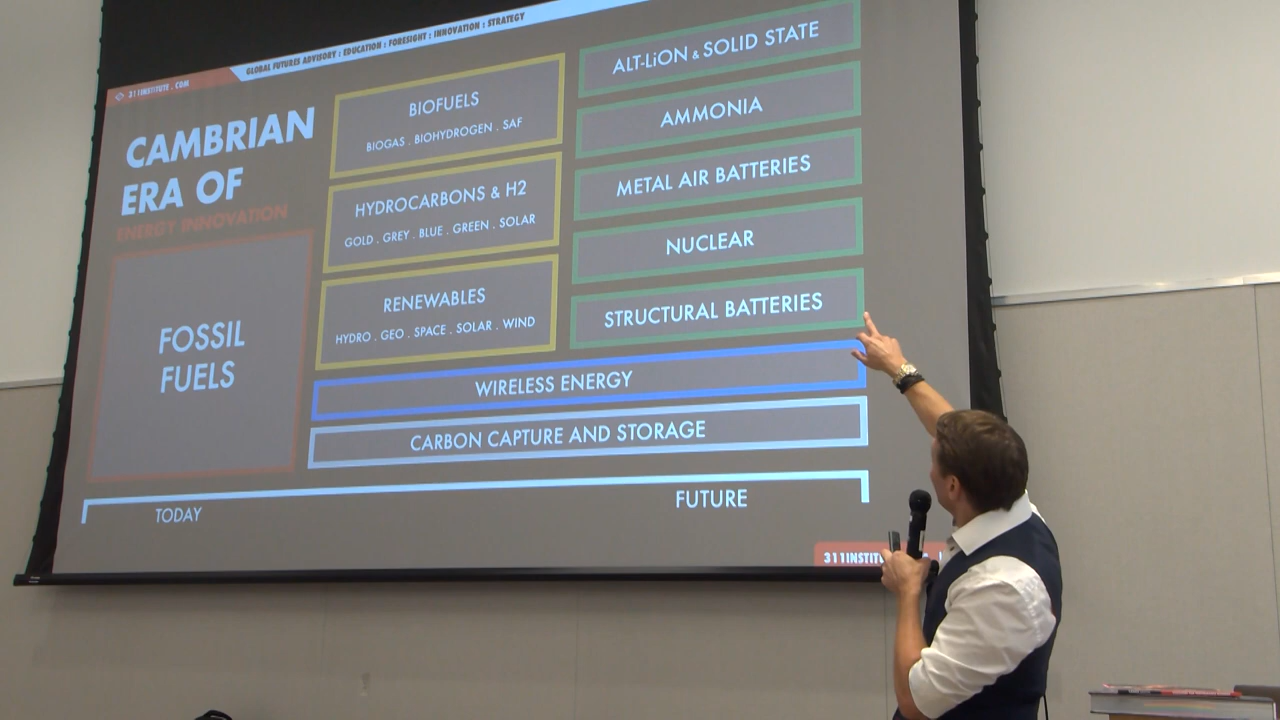 311INSTITUTE . COM
GLOBAL FUTURES ADVISORY : EDUCATION : FORESIGHT : INNOVATION : STRATEGY
CAMBRIAN
ERA OF
ENERGY INNOVATION
FOSSIL
FUELS
BIOFUELS
BIOGAS . BIOHYDROGEN . SAF
HYDROCARBONS & H2
GOLD . GREY . BLUE . GREEN . SOLAR
RENEWABLES
HYDRO . GEO . SPACE . SOLAR . WIND
ALT-LiON & SOLID STATE
AMMONIA
METAL AIR BATTERIES
NUCLEAR
STRUCTURAL BATTERIES
WIRELESS ENERGY
CARBON CAPTURE AND STORAGE
TODAY
FUTURE